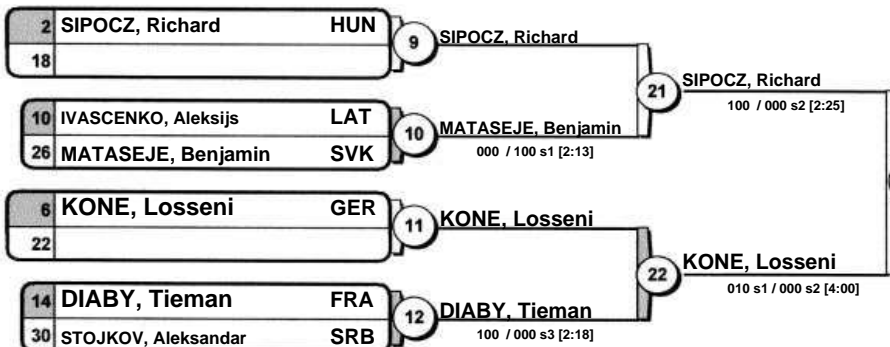 2 SIPOCZ, Richard HUN
18
9 SIPOCZ, Richard
10 IVASCENKO, Aleksijs LAT
26 MATASEJE, Benjamin SVK
10 MATASEJE, Benjamin
000 / 100 s1 [2:13]
21 SIPOCZ, Richard
100 / 000 s2 [2:25]
6 KONE, Losseni GER
22
11 KONE, Losseni
14 DIABY, Tieman FRA
30 STOJKOV, Aleksandar SRB
12 DIABY, Tieman
100 / 000 s3 [2:18]
22 KONE, Losseni
010 s1 / 000 s2 [4:00]